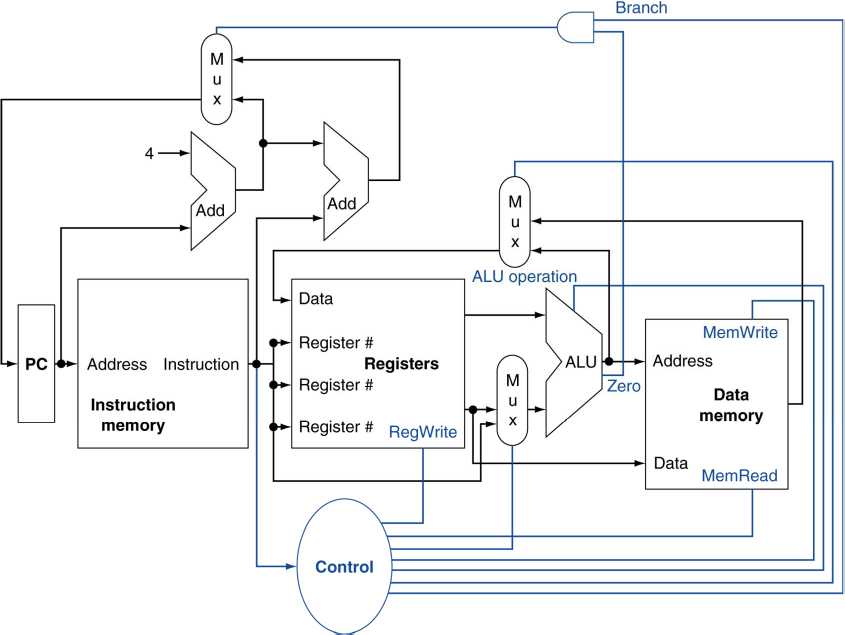 Branch
M
u
x
4
Add
Add
M
u
x
ALU operation
Data
Register #
Register #
Register #
Registers
RegWrite
PC
Address
Instruction
Instruction
memory
M
u
x
ALU
Zero
MemWrite
Address
Data
memory
Data
MemRead
Control